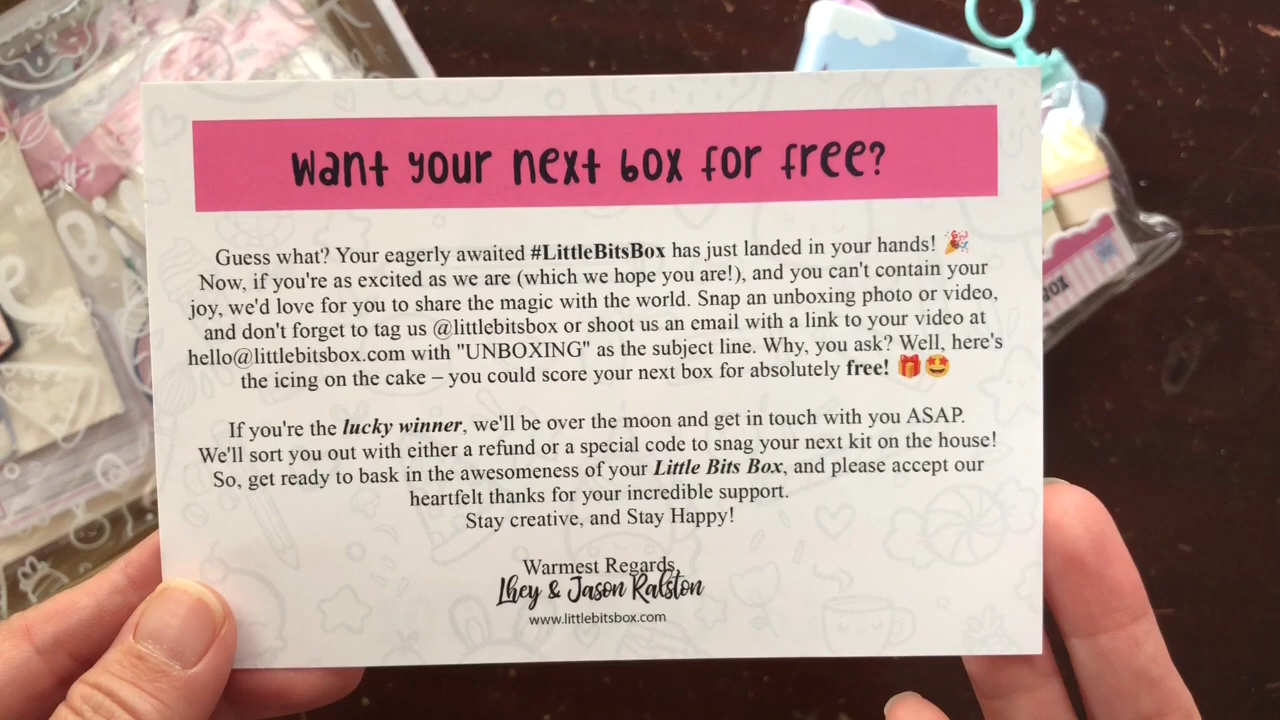 want your next box for free?
Guess what? Your eagerly awaited #LittleBitsBox has just landed in your hands! 🎉
Now, if you're as excited as we are (which we hope you are!), and you can't contain your
joy, we'd love for you to share the magic with the world. Snap an unboxing photo or video,
and don't forget to tag us @littlebitsbox or shoot us an email with a link to your video at
hello@littlebitsbox.com with "UNBOXING" as the subject line. Why, you ask? Well, here's
the icing on the cake – you could score your next box for absolutely free! 🎁🤩
If you're the lucky winner, we'll be over the moon and get in touch with you ASAP.
We'll sort you out with either a refund or a special code to snag your next kit on the house!
So, get ready to bask in the awesomeness of your Little Bits Box, and please accept our
heartfelt thanks for your incredible support.
Stay creative, and Stay Happy!
Warmest Regards,
Lhey & Jason Ralston
www.littlebitsbox.com
BOX